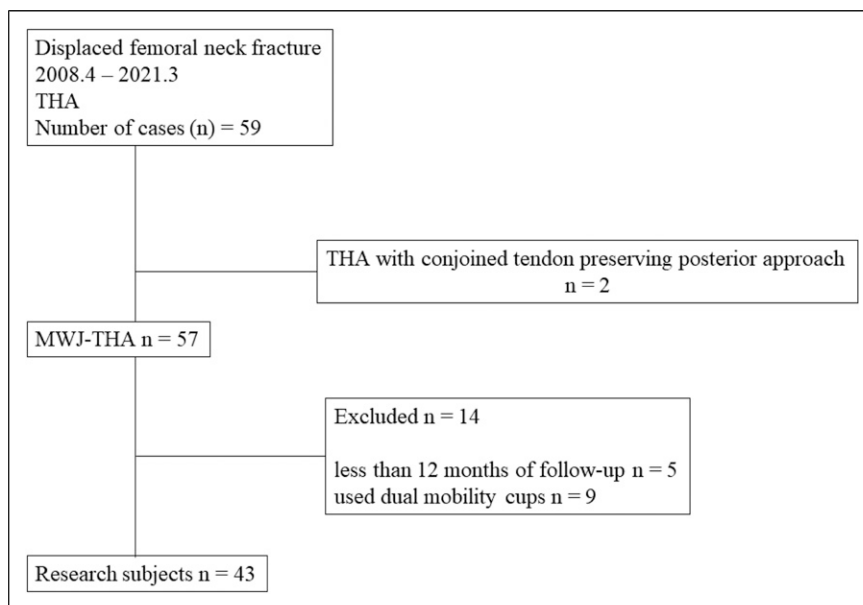 Displaced femoral neck fracture
2008.4 – 2021.3
THA
Number of cases (n) = 59
THA with conjoined tendon preserving posterior approach
n = 2
MWJ-THA n = 57
Excluded n = 14
less than 12 months of follow-up n = 5
used dual mobility cups n = 9
Research subjects n = 43